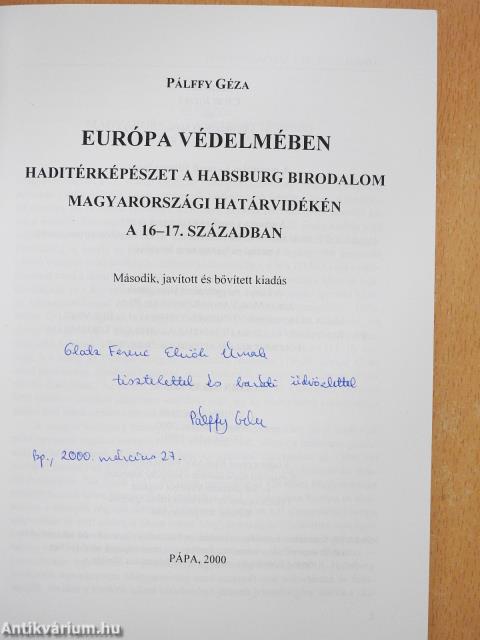 PÁLFFY GÉZA
EURÓPA VÉDELMÉBEN
HADITÉRKÉPÉSZET A HABSBURG BIRODALOM
MAGYARORSZÁGI HATÁRVIDÉKÉN
A 16–17. SZÁZADBAN
Második, javított és bővített kiadás
Glatz Ferenc Elnök Úrnak
tisztelettel és baráti üdvözlettel
Pálffy Géza
Bp., 2000. március 27.
PÁPA, 2000
Antikvárium.hu